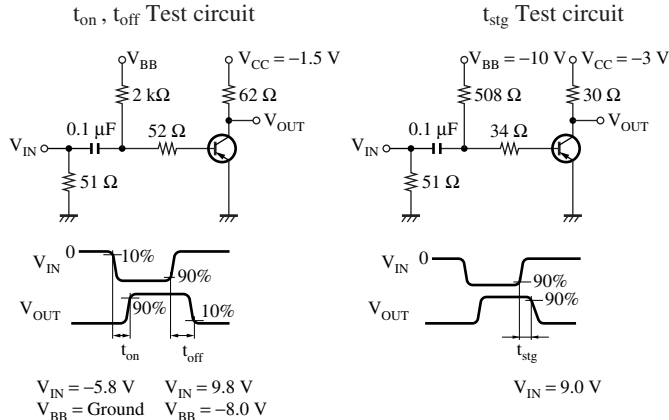 ton , toff Test circuit
VBB
VCC = −1.5 V
2 kΩ
62 Ω
VOUT
0.1 μF
52 Ω
VIN
51 Ω
0
VIN
10%
90%
VOUT
90%
10%
ton
toff
VIN = −5.8 V VIN = 9.8 V
VBB = Ground VBB = −8.0 V
tstg Test circuit
VBB = −10 V
VCC = −3 V
508 Ω
30 Ω
VOUT
0.1 μF
34 Ω
VIN
51 Ω
0
VIN
90%
90%
VOUT
tstg
VIN = 9.0 V